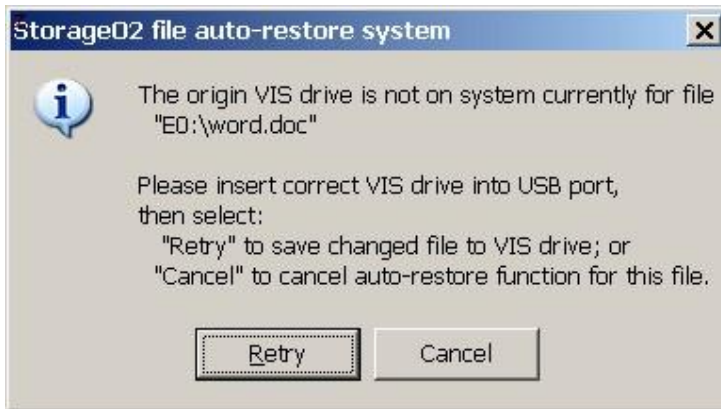 Storage02 file auto-restore system
The origin VIS drive is not on system currently for file
"E0:\word.doc"
Please insert correct VIS drive into USB port,
then select:
"Retry" to save changed file to VIS drive; or
"Cancel" to cancel auto-restore function for this file.
Retry
Cancel